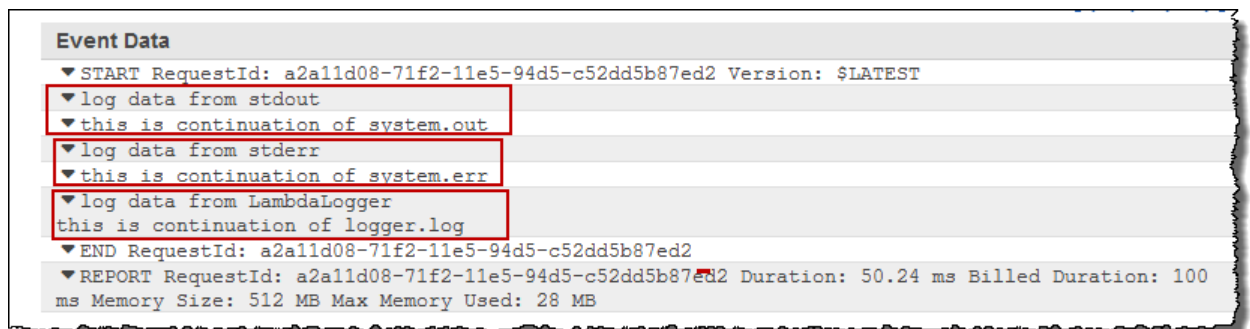 Event Data
START RequestId: a2a11d08-71f2-11e5-94d5-c52dd5b87ed2 Version: $LATEST
log data from stdout
this is continuation of system.out
log data from stderr
this is continuation of system.err
log data from LambdaLogger
this is continuation of logger.log
END RequestId: a2a11d08-71f2-11e5-94d5-c52dd5b87ed2
REPORT RequestId: a2a11d08-71f2-11e5-94d5-c52dd5b87ed2 Duration: 50.24 ms Billed Duration: 100
ms Memory Size: 512 MB Max Memory Used: 28 MB